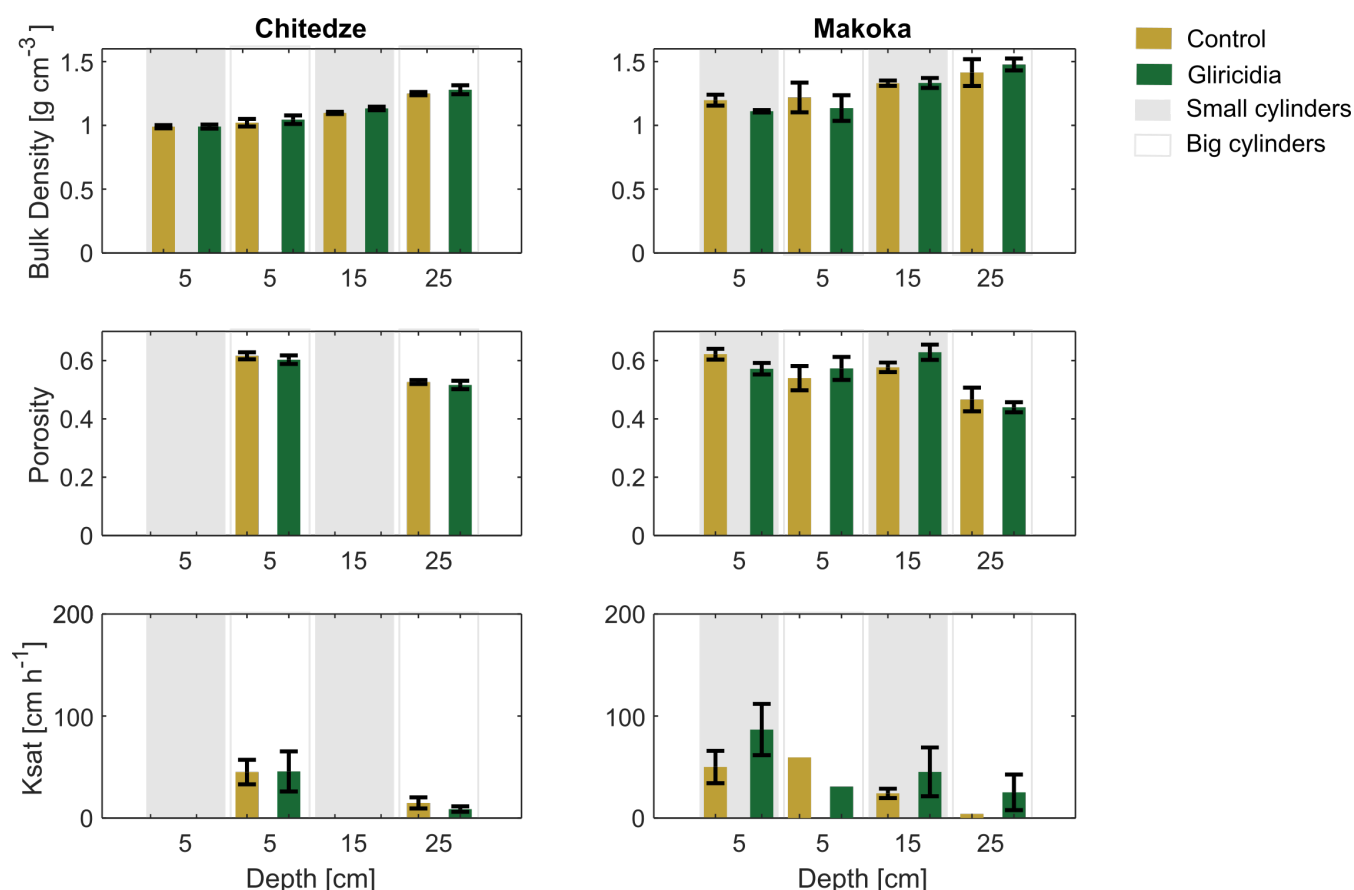 Chitedze
Makoka
Control
Gliricidia
Small cylinders
Big cylinders
Bulk Density [g cm⁻³]
1.5
1
0.5
0
5 5 15 25
1.5
1
0.5
0
5 5 15 25
Porosity
0.6
0.4
0.2
0
5 5 15 25
0.6
0.4
0.2
0
5 5 15 25
Ksat [cm h⁻¹]
200
100
0
5 5 15 25
Depth [cm]
200
100
0
5 5 15 25
Depth [cm]